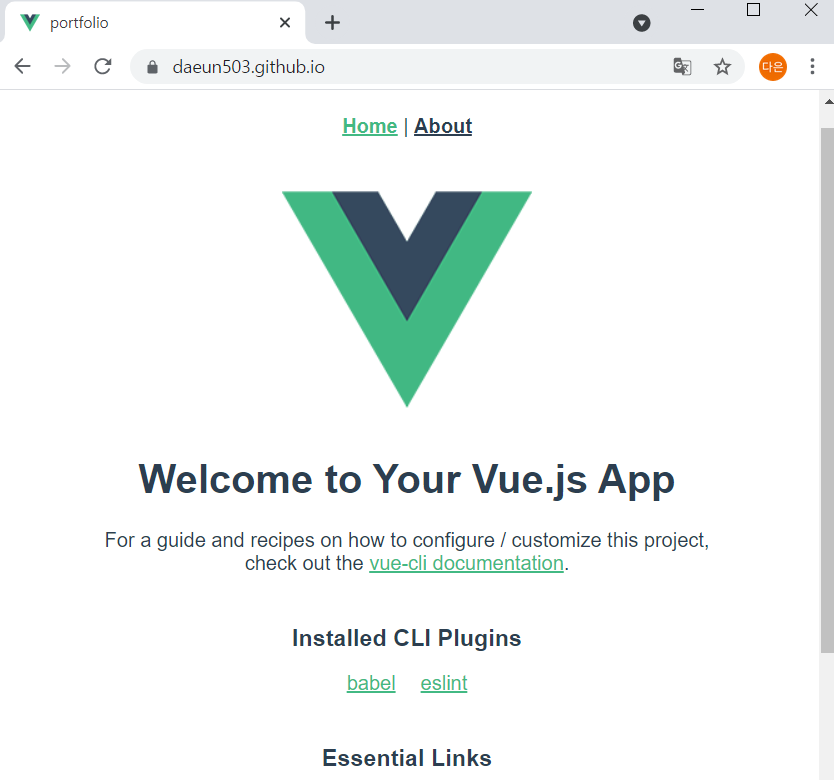 portfolio
daeun503.github.io
다은
Home | About
Welcome to Your Vue.js App
For a guide and recipes on how to configure / customize this project,
check out the vue-cli documentation.
Installed CLI Plugins
babel eslint
Essential Links